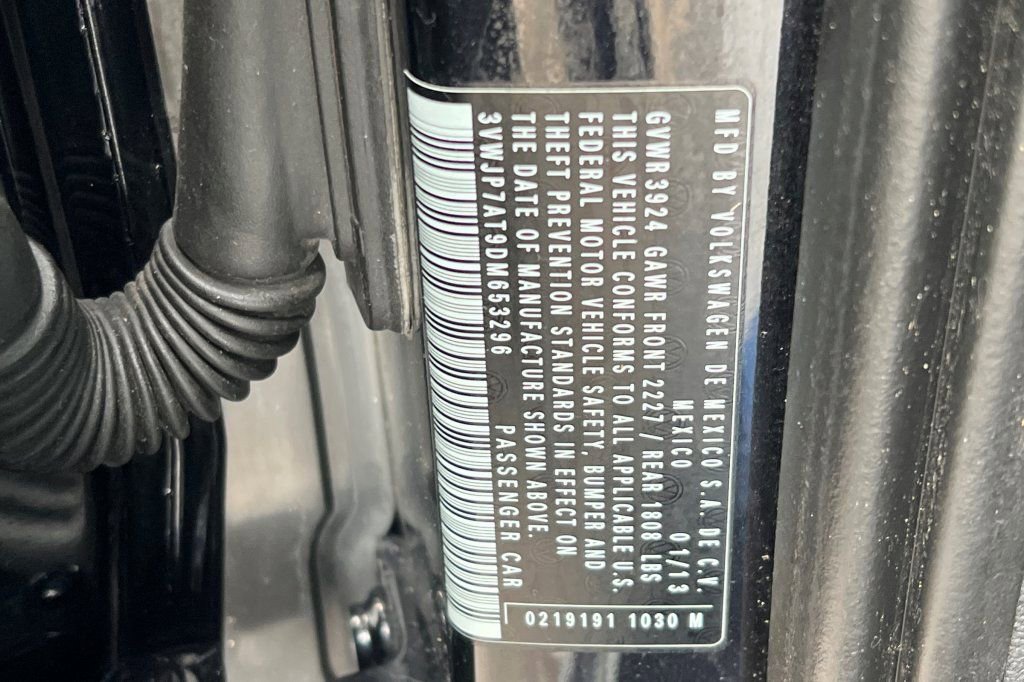 MFD BY VOLKSWAGEN DE MEXICO S.A. DE C.V.
MEXICO 01/13
GVWR3924 GAWR FRONT 2227/ REAR 1808 LBS
THIS VEHICLE CONFORMS TO ALL APPLICABLE U.S.
FEDERAL MOTOR VEHICLE SAFETY, BUMPER AND
THEFT PREVENTION STANDARDS IN EFFECT ON
THE DATE OF MANUFACTURE SHOWN ABOVE.
3VWJP7AT9DM653296 PASSENGER CAR
0219191 1030 M